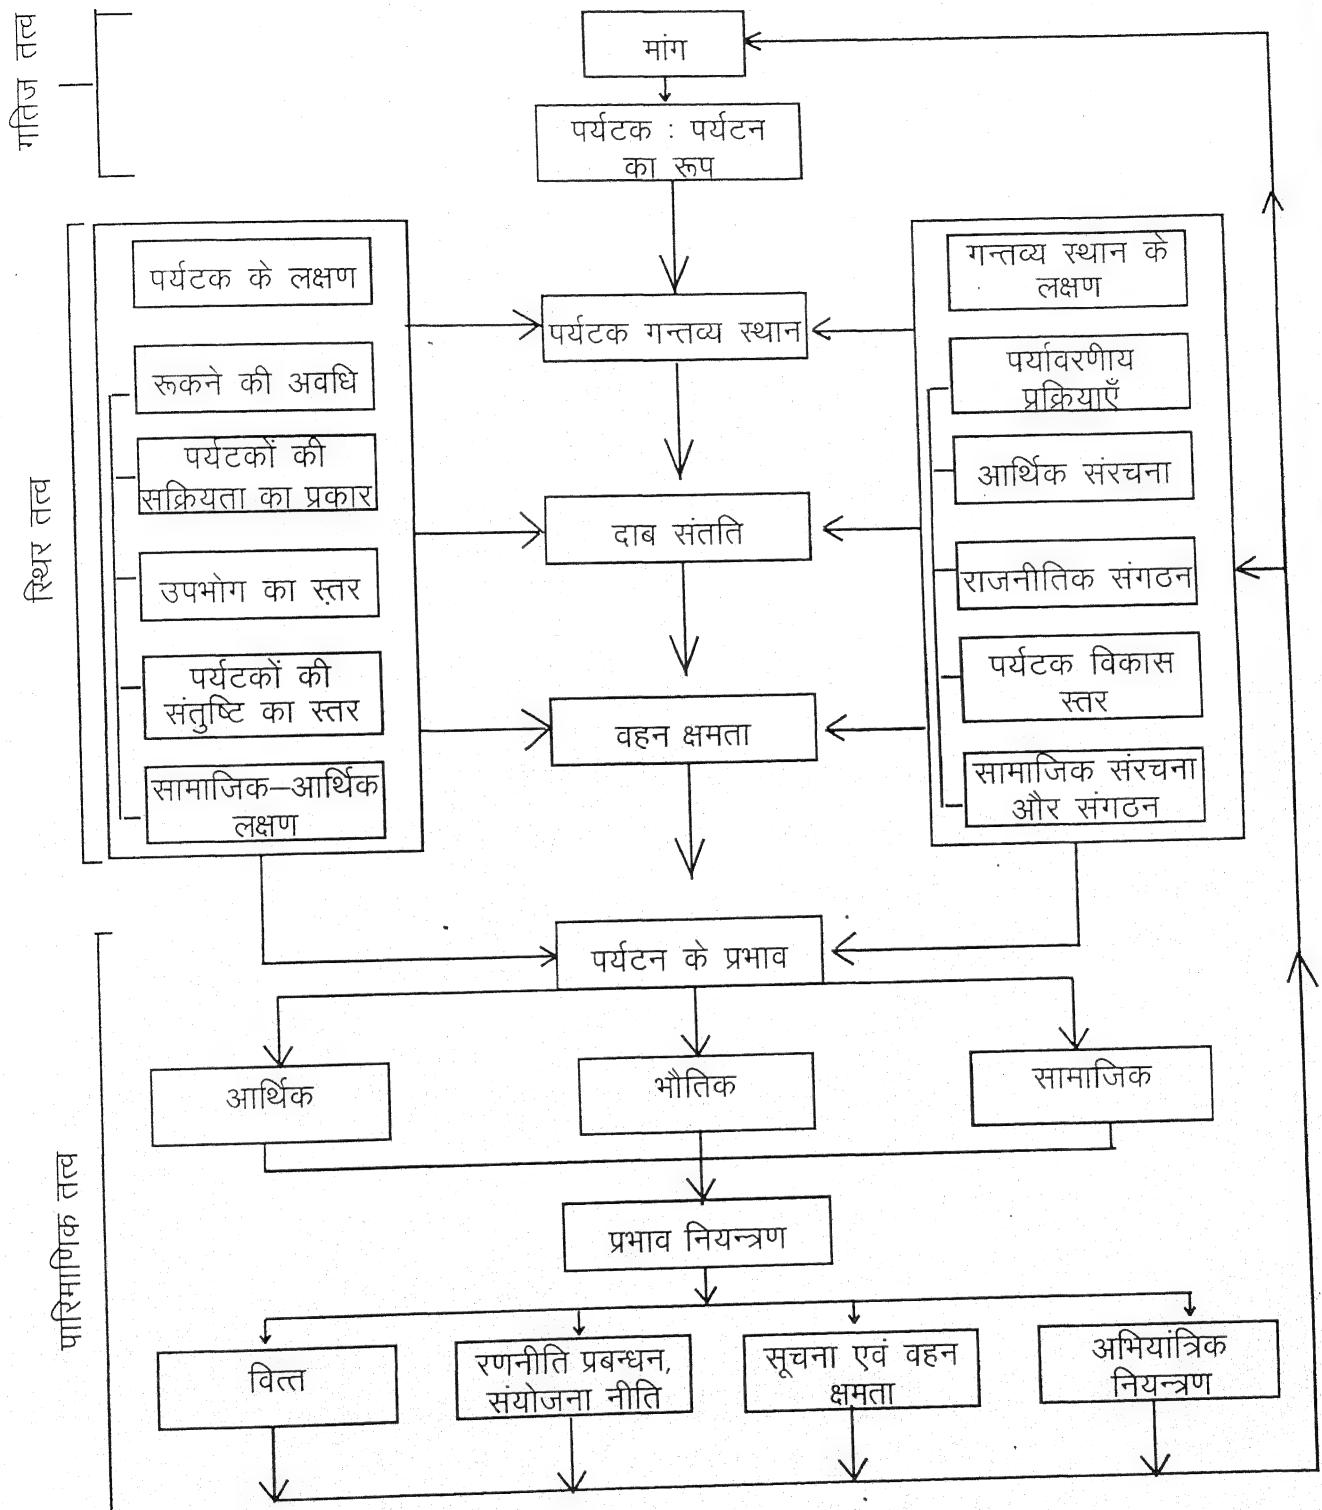 गतिज तत्व
मांग
पर्यटक : पर्यटन
का रूप
स्थिर तत्व
पर्यटक के लक्षण
रूकने की अवधि
पर्यटकों की
सक्रियता का प्रकार
उपभोग का स्तर
पर्यटकों की
संतुष्टि का स्तर
सामाजिक–आर्थिक
लक्षण
पर्यटक गन्तव्य स्थान
दाब संतति
वहन क्षमता
गन्तव्य स्थान के
लक्षण
पर्यावरणीय
प्रक्रियाएँ
आर्थिक संरचना
राजनीतिक संगठन
पर्यटक विकास
स्तर
सामाजिक संरचना
और संगठन
पारिमाणिक तत्व
पर्यटन के प्रभाव
आर्थिक
भौतिक
सामाजिक
प्रभाव नियन्त्रण
वित्त
रणनीति प्रबन्धन,
संयोजना नीति
सूचना एवं वहन
क्षमता
अभियांत्रिक
नियन्त्रण